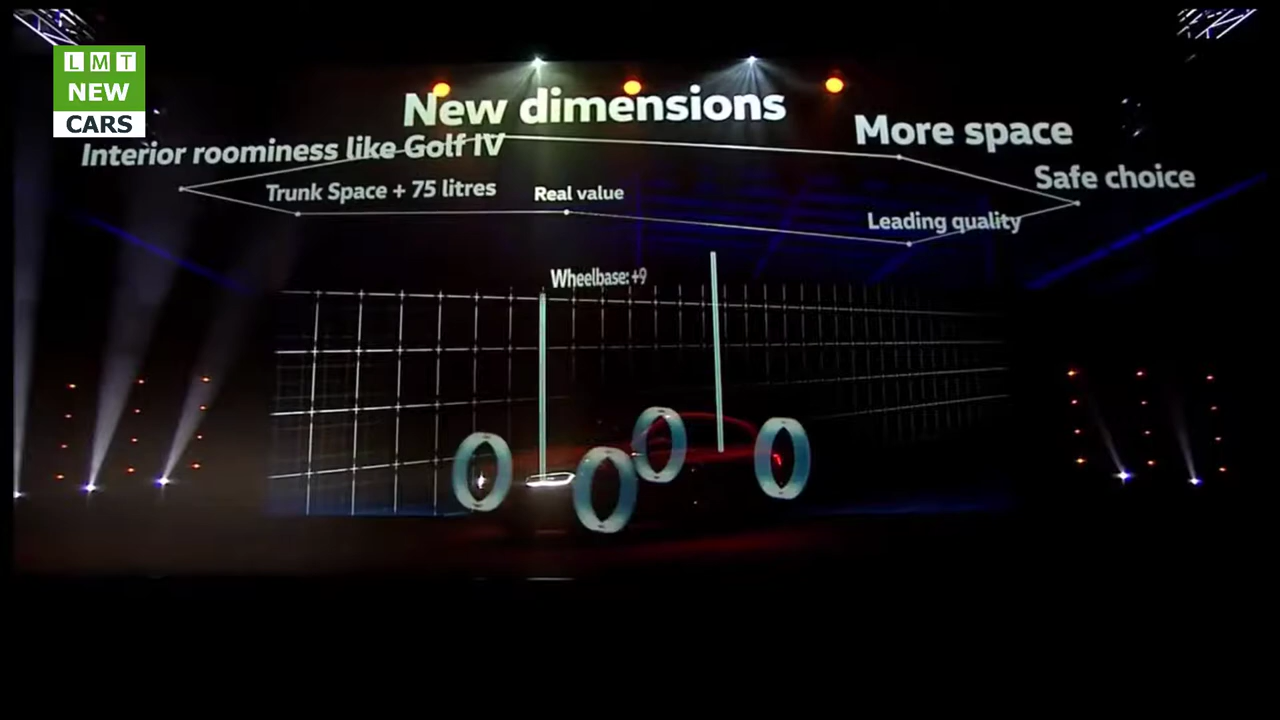 LMT
NEW
CARS
New dimensions
More space
Interior roominess like Golf IV
Safe choice
Trunk Space + 75 litres
Real value
Leading quality
Wheelbase: +9